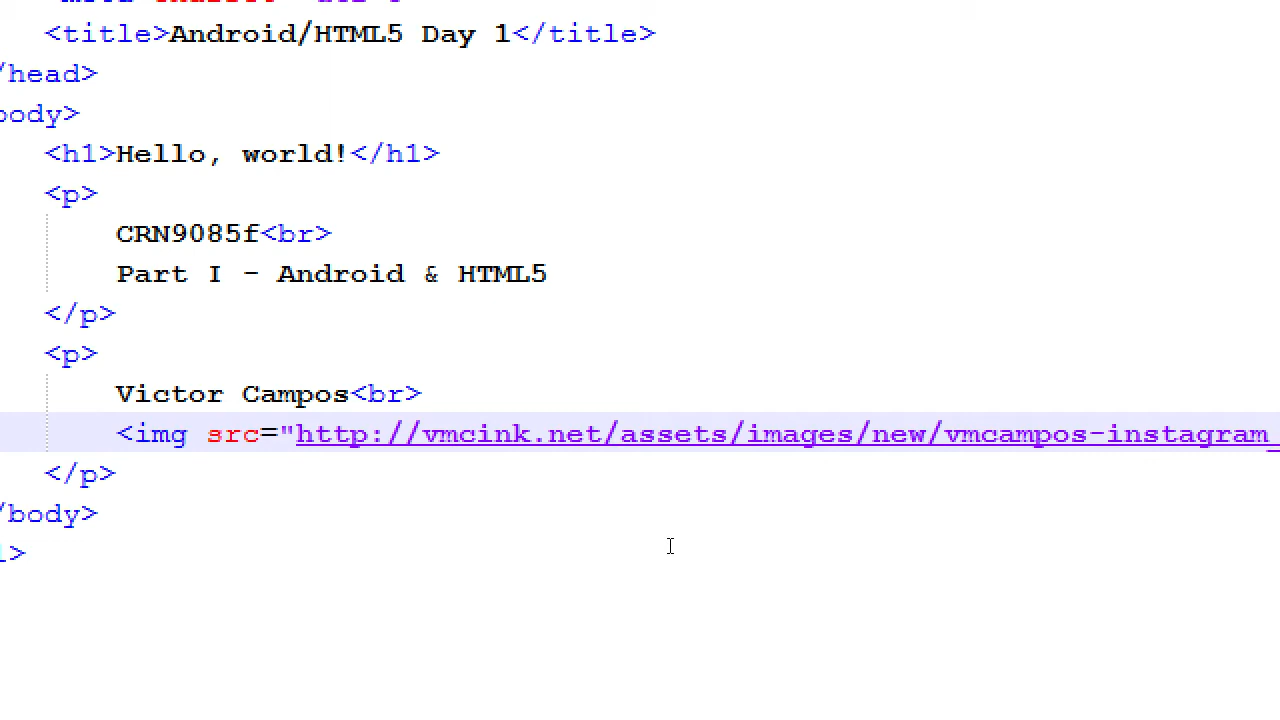 <title>Android/HTML5 Day 1</title>
/head>
body>
<h1>Hello, world!</h1>
<p>
CRN9085f<br>
Part I - Android & HTML5
</p>
<p>
Victor Campos<br>
<img src="http://vmcink.net/assets/images/new/vmcampos-instagram_
</p>
/body>
l>